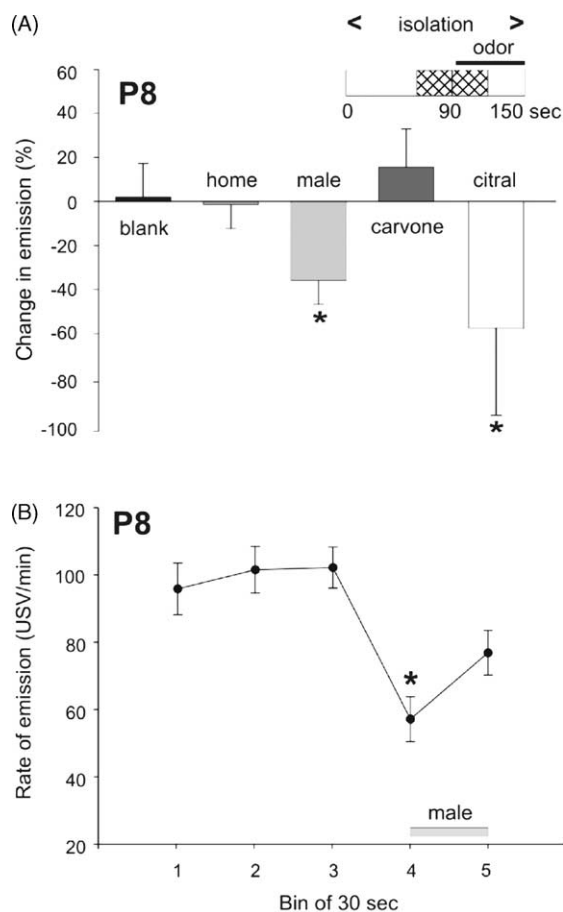 (A)
< isolation >
odor
0 90 150 sec
P8
Change in emission (%)
60
40
20
0
-20
-40
-60
-80
-100
home male citral
blank carvone
*
*
(B)
P8
Rate of emission (USV/min)
120
100
80
60
40
20
*
male
1 2 3 4 5
Bin of 30 sec